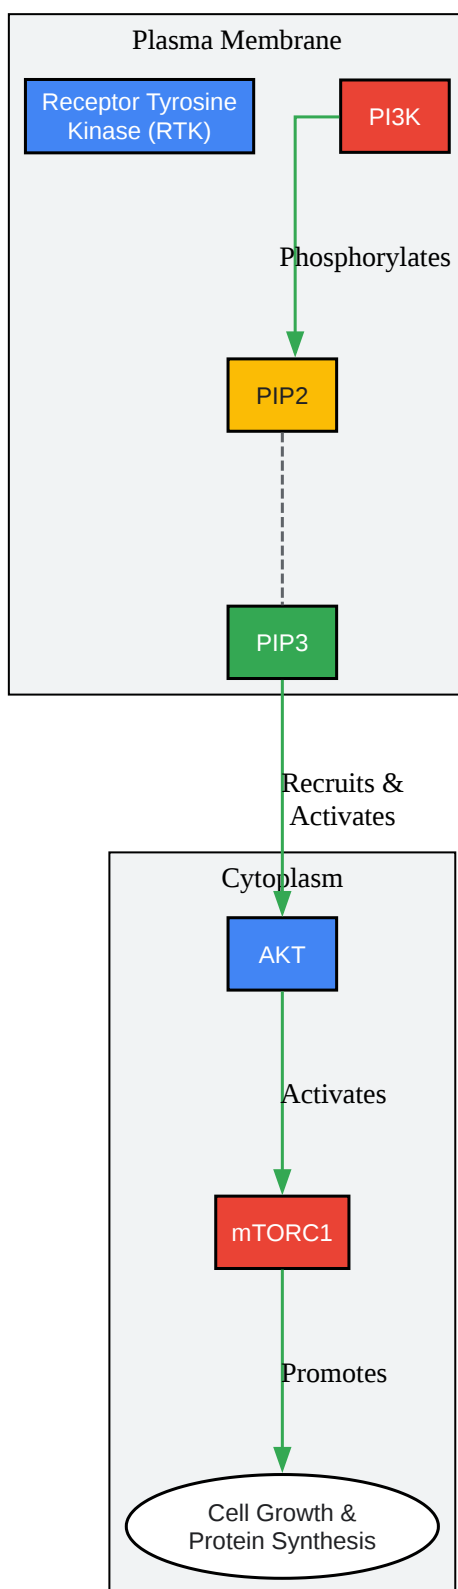 Plasma Membrane
Receptor Tyrosine
Kinase (RTK)
PI3K
Phosphorylates
PIP2
PIP3
Recruits &
Activates
Cytoplasm
AKT
Activates
mTORC1
Promotes
Cell Growth &
Protein Synthesis